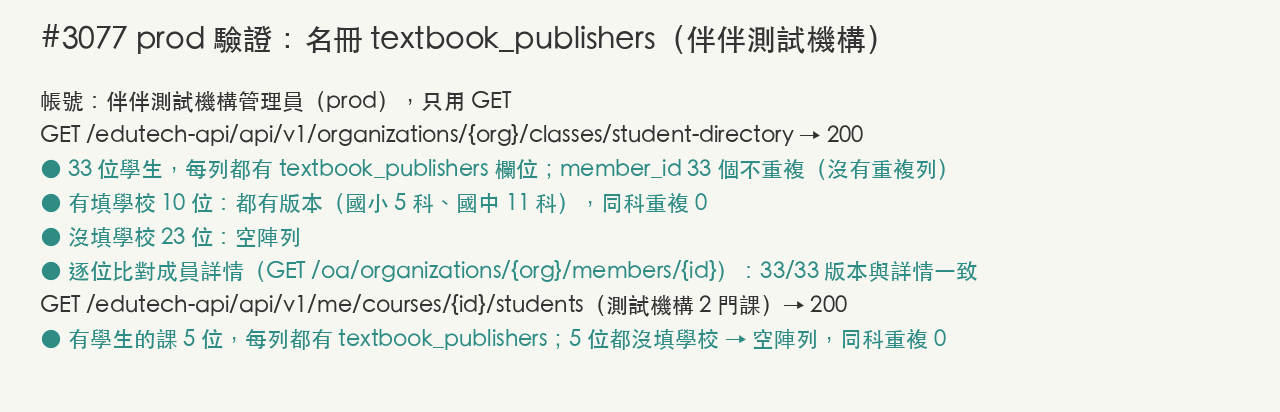 #3077 prod 驗證：名冊 textbook_publishers（伴伴測試機構）
帳號：伴伴測試機構管理員（prod），只用 GET
GET /edutech-api/api/v1/organizations/{org}/classes/student-directory → 200
● 33 位學生，每列都有 textbook_publishers 欄位；member_id 33 個不重複（沒有重複列）
● 有填學校 10 位：都有版本（國小 5 科、國中 11 科），同科重複 0
● 沒填學校 23 位：空陣列
● 逐位比對成員詳情（GET /oa/organizations/{org}/members/{id}）：33/33 版本與詳情一致
GET /edutech-api/api/v1/me/courses/{id}/students（測試機構 2 門課）→ 200
● 有學生的課 5 位，每列都有 textbook_publishers；5 位都沒填學校 → 空陣列，同科重複 0